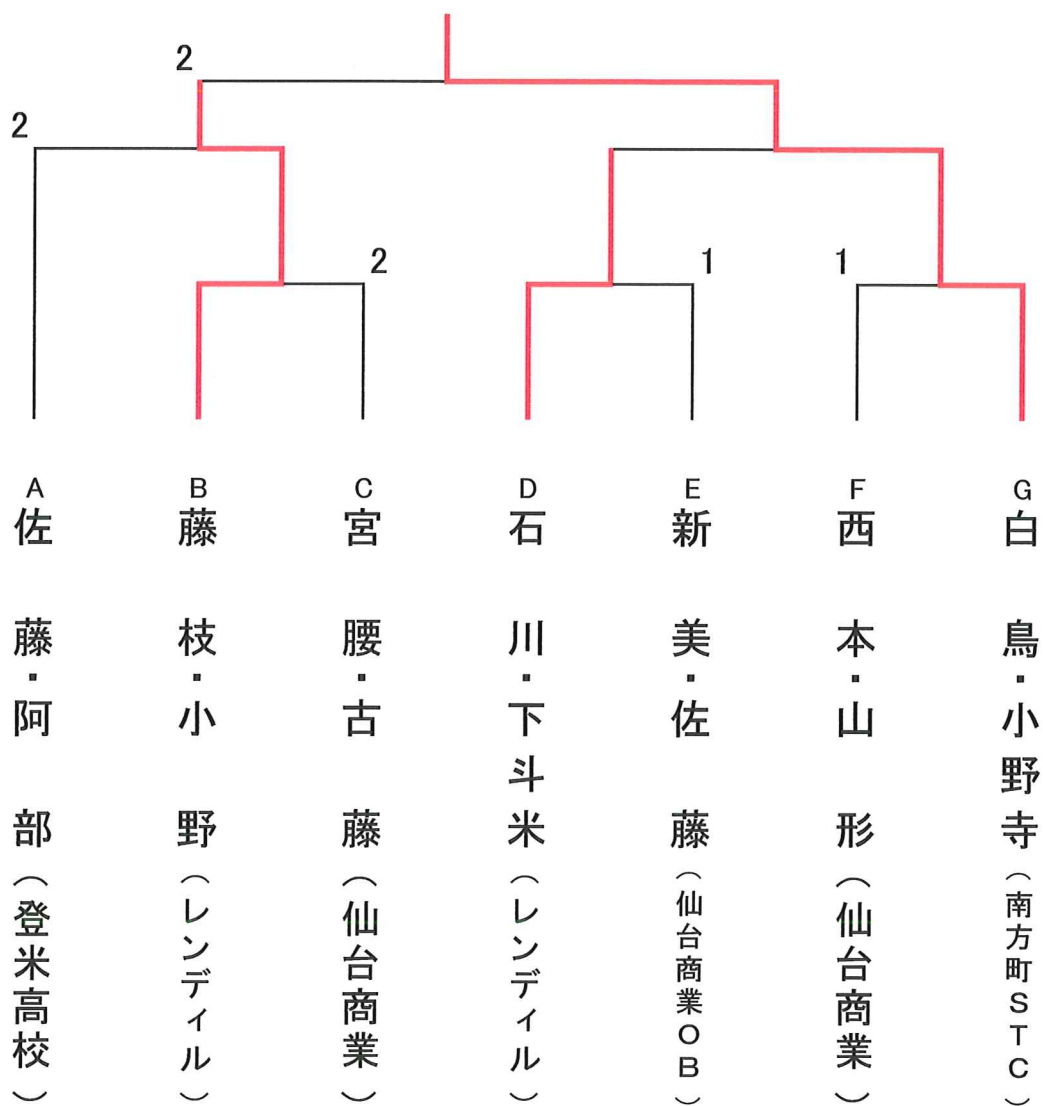 2
2
2
1
1
A
佐藤・阿部（登米高校）
B
藤枝・小野（レンディル）
C
宮腰・古藤（仙台商業）
D
石川・下斗米（レンディル）
E
新美・佐藤（仙台商業OB）
F
西本・山形（仙台商業）
G
白鳥・小野寺（南方町STC）